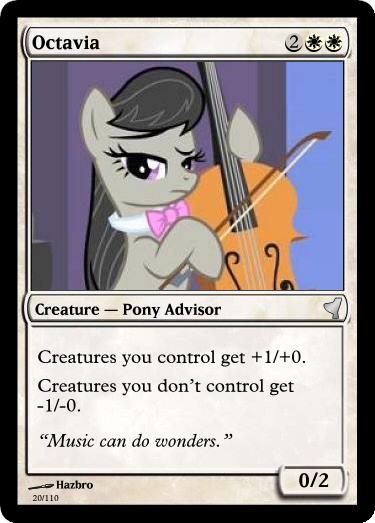 Octavia 2
Creature — Pony Advisor
Creatures you control get +1/+0.
Creatures you don't control get
-1/-0.
"Music can do wonders."
Hazbro
0/2
20/110